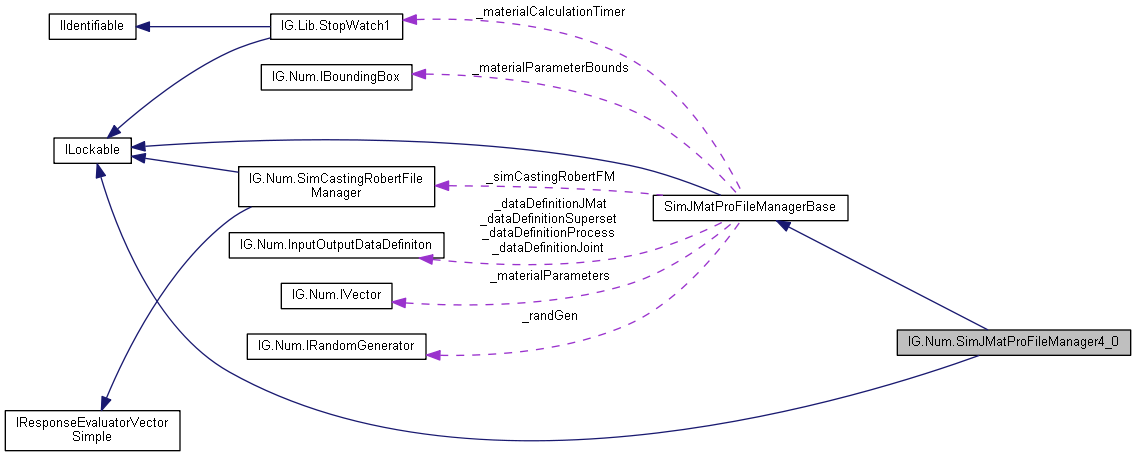 _materialCalculationTimer
IIdentifiable
IG.Lib.StopWatch1
_materialParameterBounds
IG.Num.IBoundingBox
ILockable
IG.Num.SimCastingRobertFile
Manager
_simCastingRobertFM
SimJMatProFileManagerBase
_dataDefinitionJMat
_dataDefinitionSuperset
_dataDefinitionProcess
_dataDefinitionJoint
IG.Num.InputOutputDataDefiniton
_materialParameters
IG.Num.IVector
_randGen
IG.Num.IRandomGenerator
IG.Num.SimJMatProFileManager4_0
IResponseEvaluatorVector
Simple